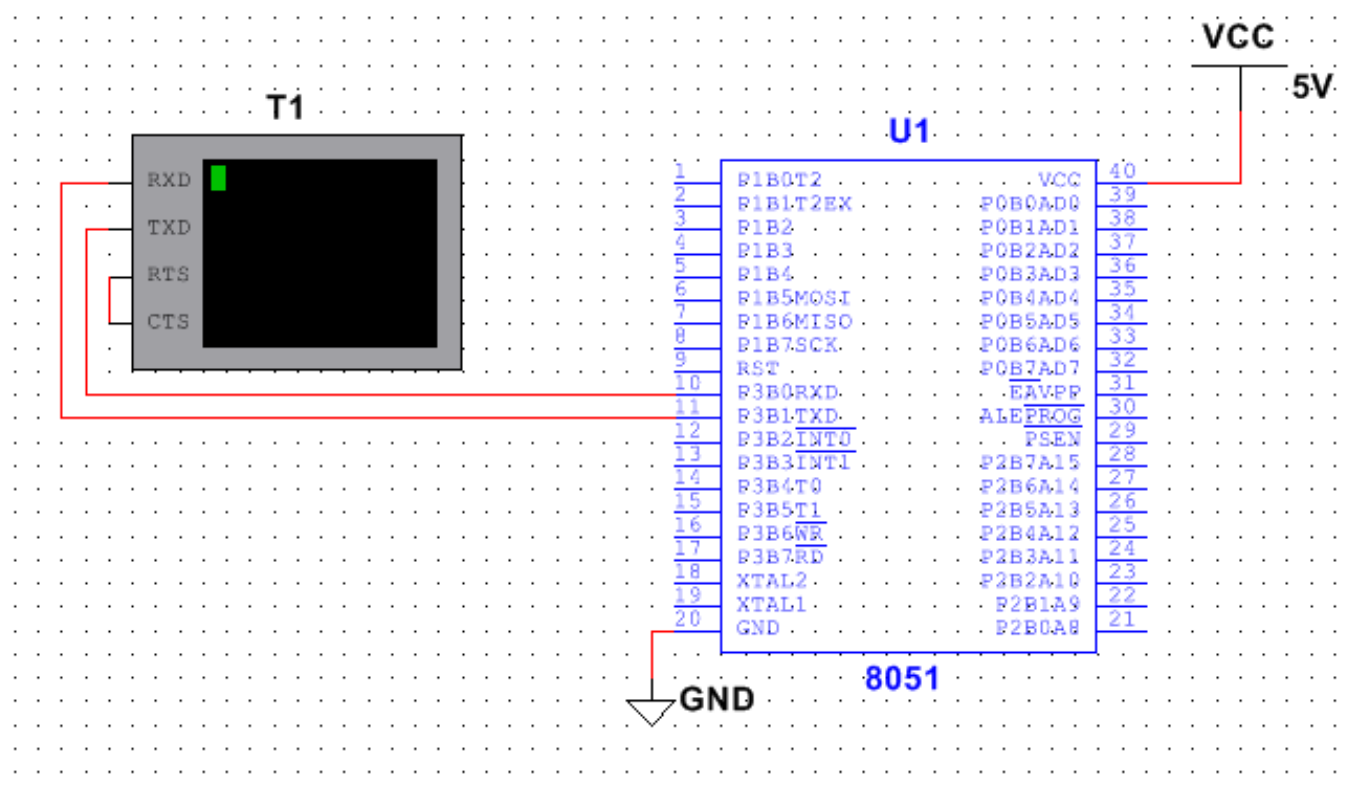 VCC
5V
T1
U1
RXD
TXD
RTS
CTS
1 P1B0T2 VCC 40
2 P1B1T2EX P0B0AD0 39
3 P1B2 P0B1AD1 38
4 P1B3 P0B2AD2 37
5 P1B4 P0B3AD3 36
6 P1B5MOSI P0B4AD4 35
7 P1B6MISO P0B5AD5 34
8 P1B7SCK P0B6AD6 33
9 RST P0B7AD7 32
10 P3B0RXD EAVPP 31
11 P3B1TXD ALEPROG 30
12 P3B2INT0 PSEN 29
13 P3B3INT1 P2B7A15 28
14 P3B4T0 P2B6A14 27
15 P3B5T1 P2B5A13 26
16 P3B6WR P2B4A12 25
17 P3B7RD P2B3A11 24
18 XTAL2 P2B2A10 23
19 XTAL1 P2B1A9 22
20 GND P2B0A8 21
8051
GND